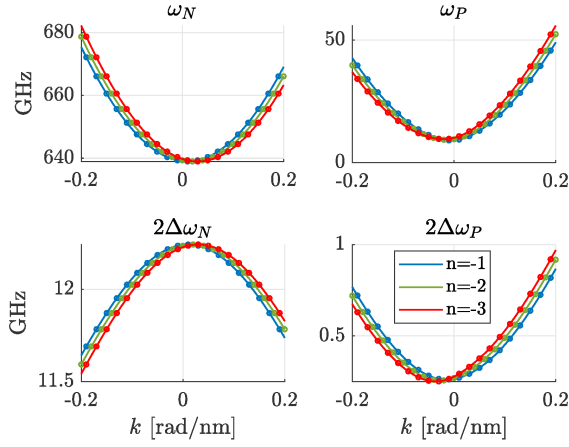 ω_N
ω_P
GHz
680
660
640
-0.2
0
0.2
50
0
-0.2
0
0.2
2Δω_N
2Δω_P
GHz
12
11.5
-0.2
0
0.2
k [rad/nm]
1
0.5
-0.2
0
0.2
k [rad/nm]
n=-1
n=-2
n=-3